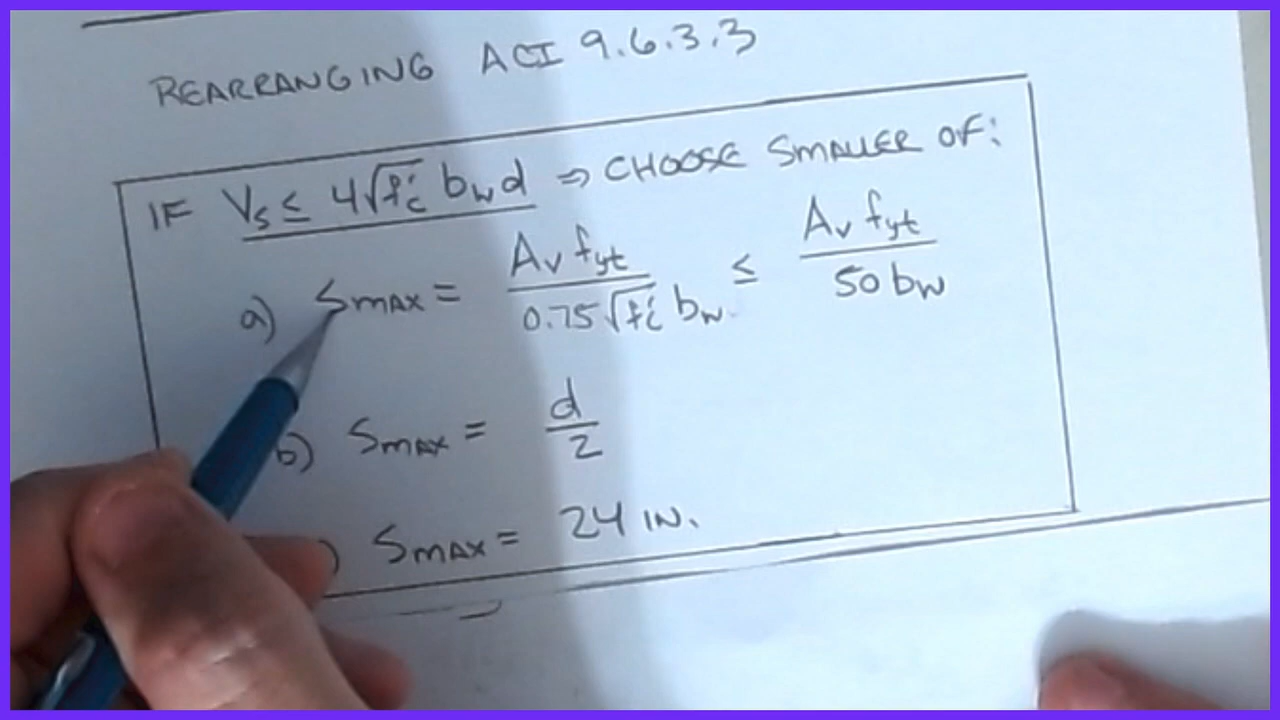 REARRANGING ACI 9.6.3.3
IF Vs ≤ 4√f'c bw d ⇒ CHOOSE SMALLER OF:
a) SMAX = Av fyt / 0.75√f'c bw ≤ Av fyt / 50 bw
b) SMAX = d/2
) SMAX = 24 IN.